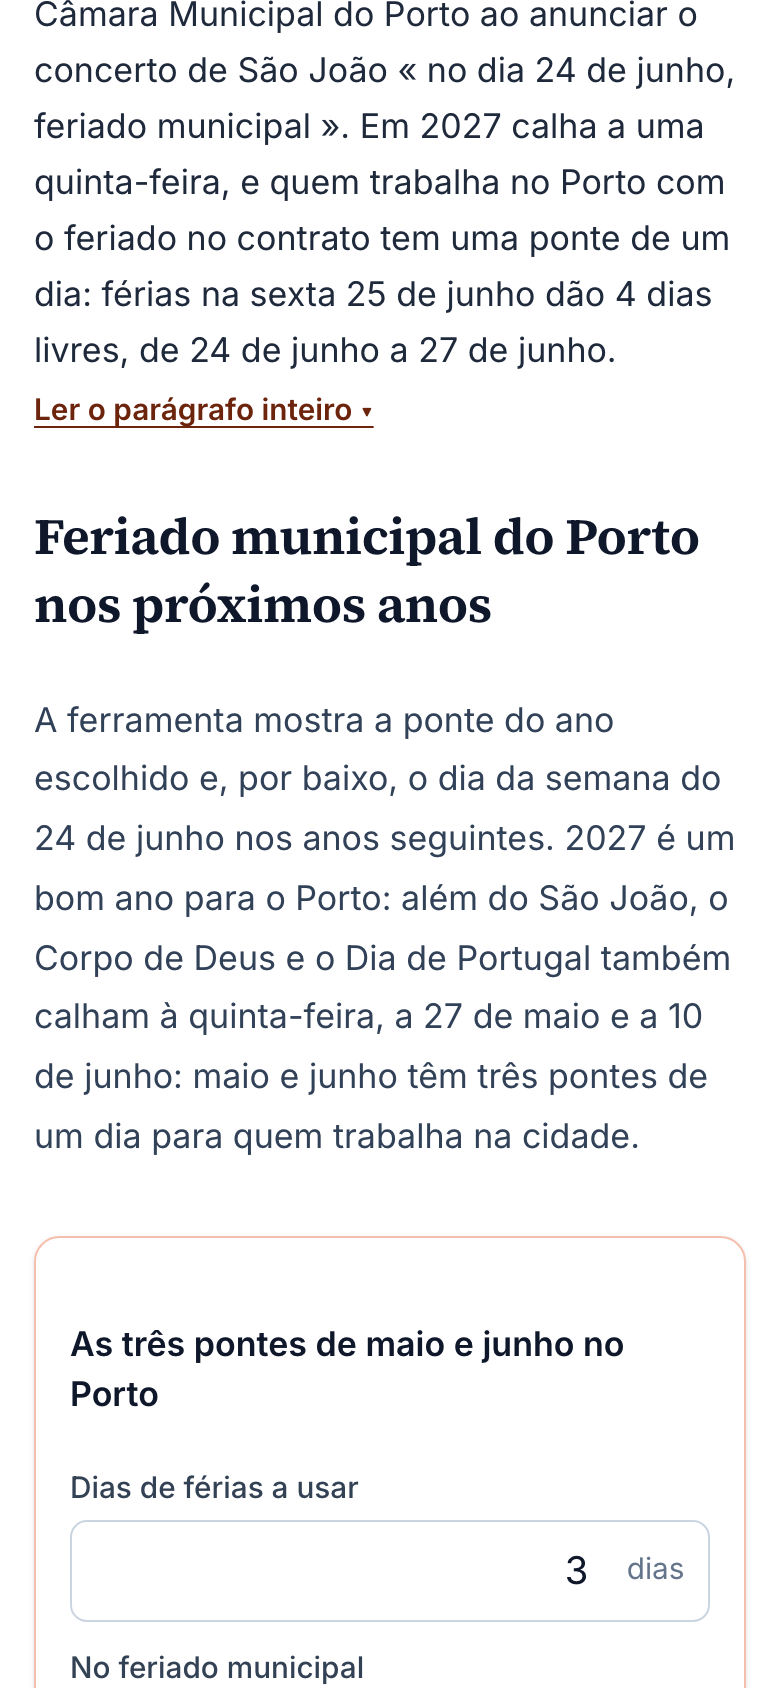 Câmara Municipal do Porto ao anunciar o
concerto de São João « no dia 24 de junho,
feriado municipal ». Em 2027 calha a uma
quinta-feira, e quem trabalha no Porto com
o feriado no contrato tem uma ponte de um
dia: férias na sexta 25 de junho dão 4 dias
livres, de 24 de junho a 27 de junho.
Ler o parágrafo inteiro ▾
Feriado municipal do Porto
nos próximos anos
A ferramenta mostra a ponte do ano
escolhido e, por baixo, o dia da semana do
24 de junho nos anos seguintes. 2027 é um
bom ano para o Porto: além do São João, o
Corpo de Deus e o Dia de Portugal também
calham à quinta-feira, a 27 de maio e a 10
de junho: maio e junho têm três pontes de
um dia para quem trabalha na cidade.
As três pontes de maio e junho no
Porto
Dias de férias a usar
3 dias
No feriado municipal